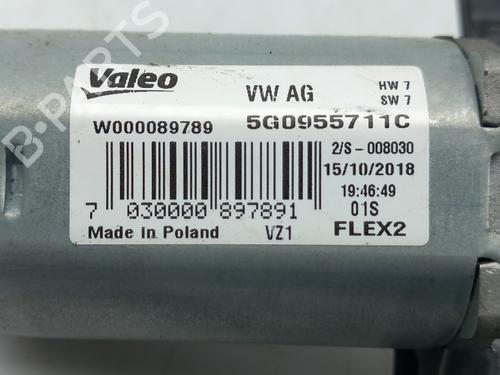 Valeo
VW AG
HW 7
SW 7
W000089789
5G0955711C
2/S-008030
15/10/2018
19:46:49
7 030000 897891
01S
Made in Poland
VZ1
FLEX2
B-PARTS